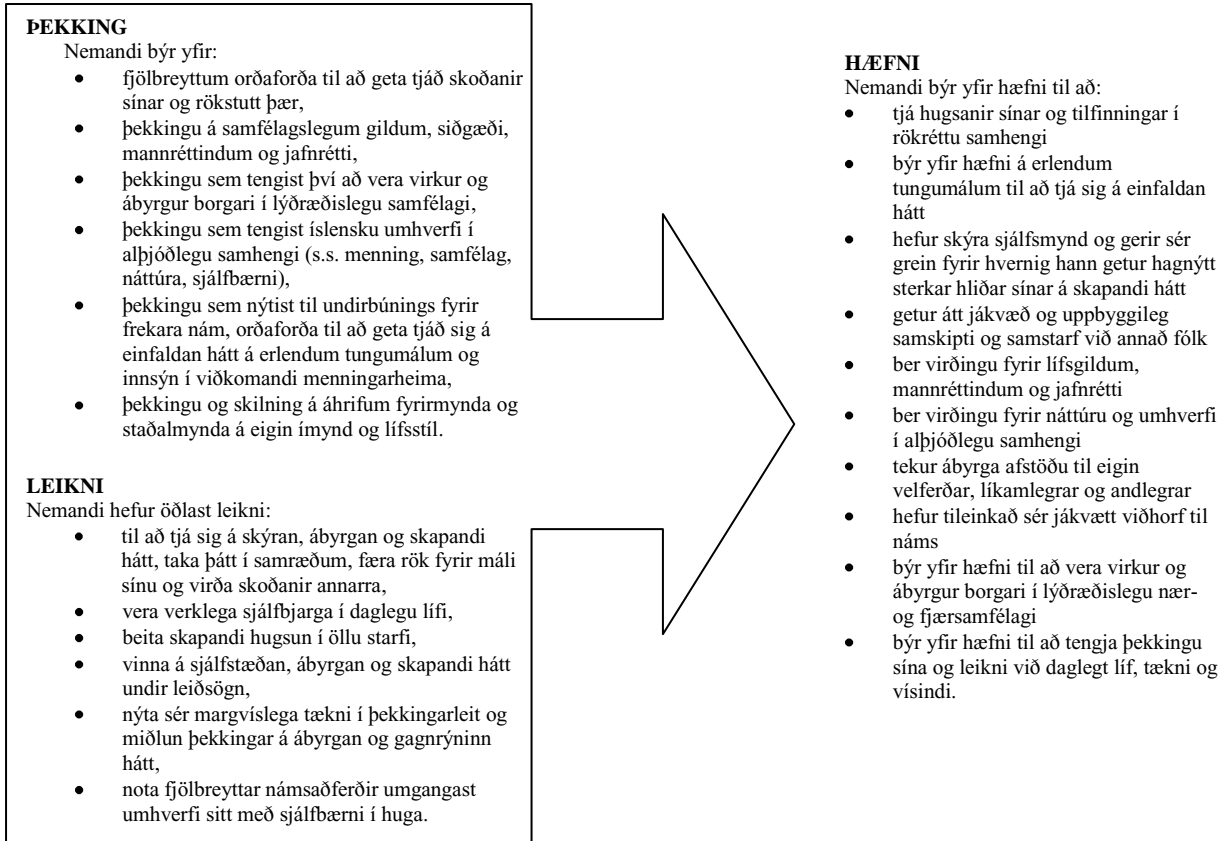 ÞEKKING
Nemandi býr yfir:
• fjölbreyttum orðaforða til að geta tjáð skoðanir
sínar og rökstutt þær,
• þekkingu á samfélagslegum gildum, siðgæði,
mannréttindum og jafnrétti,
• þekkingu sem tengist því að vera virkur og
ábyrgur borgari í lýðræðislegu samfélagi,
• þekkingu sem tengist íslensku umhverfi í
alþjóðlegu samhengi (s.s. menning, samfélag,
náttúra, sjálfbærni),
• þekkingu sem nýtist til undirbúnings fyrir
frekara nám, orðaforða til að geta tjáð sig á
einfaldan hátt á erlendum tungumálum og
innsýn í viðkomandi menningarheima,
• þekkingu og skilning á áhrifum fyrirmynda og
staðalmynda á eigin ímynd og lífsstíl.
LEIKNI
Nemandi hefur öðlast leikni:
• til að tjá sig á skýran, ábyrgan og skapandi
hátt, taka þátt í samræðum, færa rök fyrir máli
sínu og virða skoðanir annarra,
• vera verklega sjálfbjarga í daglegu lífi,
• beita skapandi hugsun í öllu starfi,
• vinna á sjálfstæðan, ábyrgan og skapandi hátt
undir leiðsögn,
• nýta sér margvíslega tækni í þekkingarleit og
miðlun þekkingar á ábyrgan og gagnrýninn
hátt,
• nota fjölbreyttar námsaðferðir umgangast
umhverfi sitt með sjálfbærni í huga.
HÆFNI
Nemandi býr yfir hæfni til að:
• tjá hugsanir sínar og tilfinningar í
rökréttu samhengi
• býr yfir hæfni á erlendum
tungumálum til að tjá sig á einfaldan
hátt
• hefur skýra sjálfsmynd og gerir sér
grein fyrir hvernig hann getur hagnýtt
sterkar hliðar sínar á skapandi hátt
• getur átt jákvæð og uppbyggileg
samskipti og samstarf við annað fólk
• ber virðingu fyrir lífsgildum,
mannréttindum og jafnrétti
• ber virðingu fyrir náttúru og umhverfi
í alþjóðlegu samhengi
• tekur ábyrga afstöðu til eigin
velferðar, líkamlegrar og andlegrar
• hefur tileinkað sér jákvætt viðhorf til
náms
• býr yfir hæfni til að vera virkur og
ábyrgur borgari í lýðræðislegu nær-
og fjærsamfélagi
• býr yfir hæfni til að tengja þekkingu
sína og leikni við daglegt líf, tækni og
vísindi.